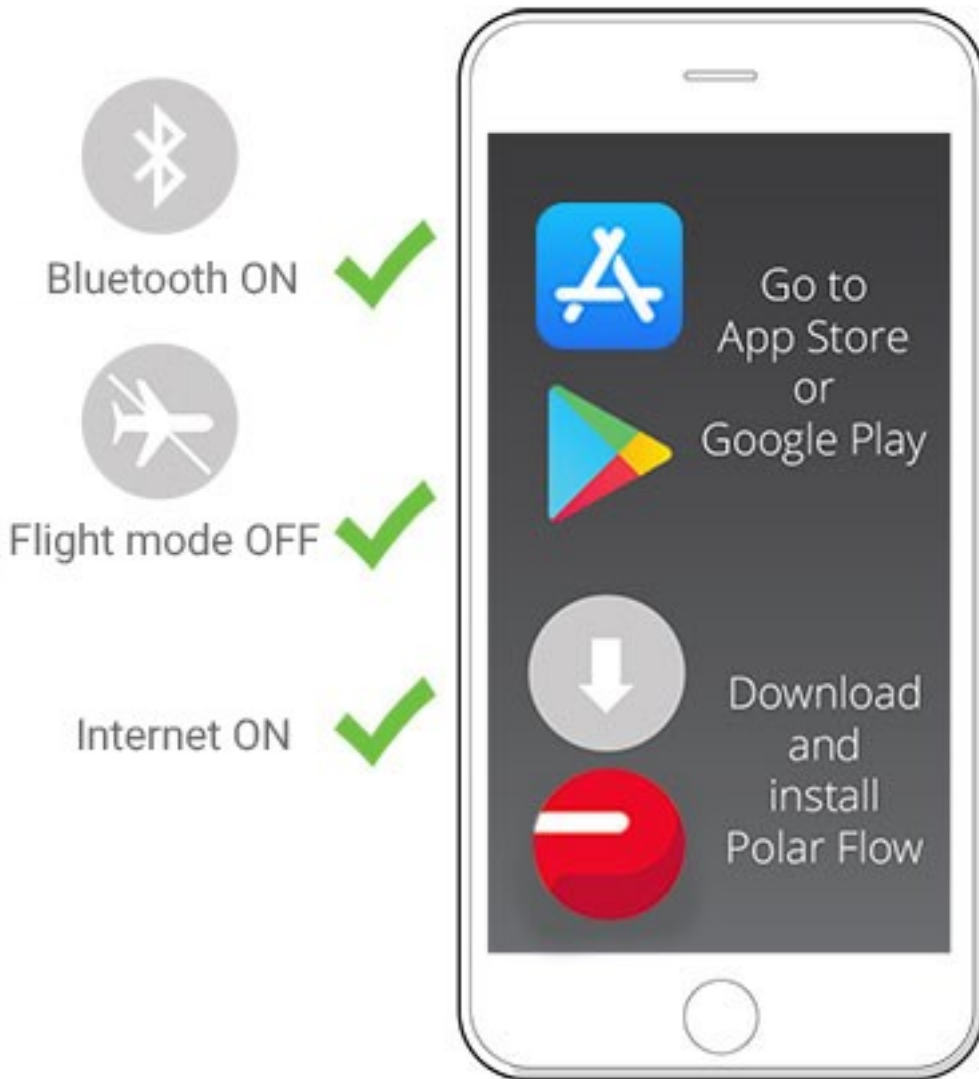 Bluetooth ON
Flight mode OFF
Internet ON
Go to
App Store
or
Google Play
Download
and
install
Polar Flow